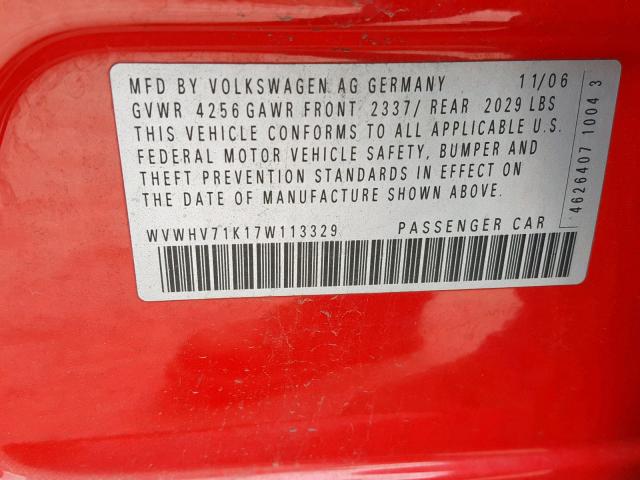 MFD BY VOLKSWAGEN AG GERMANY 11/06
GVWR 4256 GAWR FRONT 2337/ REAR 2029 LBS
THIS VEHICLE CONFORMS TO ALL APPLICABLE U.S.
FEDERAL MOTOR VEHICLE SAFETY, BUMPER AND
THEFT PREVENTION STANDARDS IN EFFECT ON
THE DATE OF MANUFACTURE SHOWN ABOVE.
WVWHV71K17W113329 PASSENGER CAR
4626407 1004 3